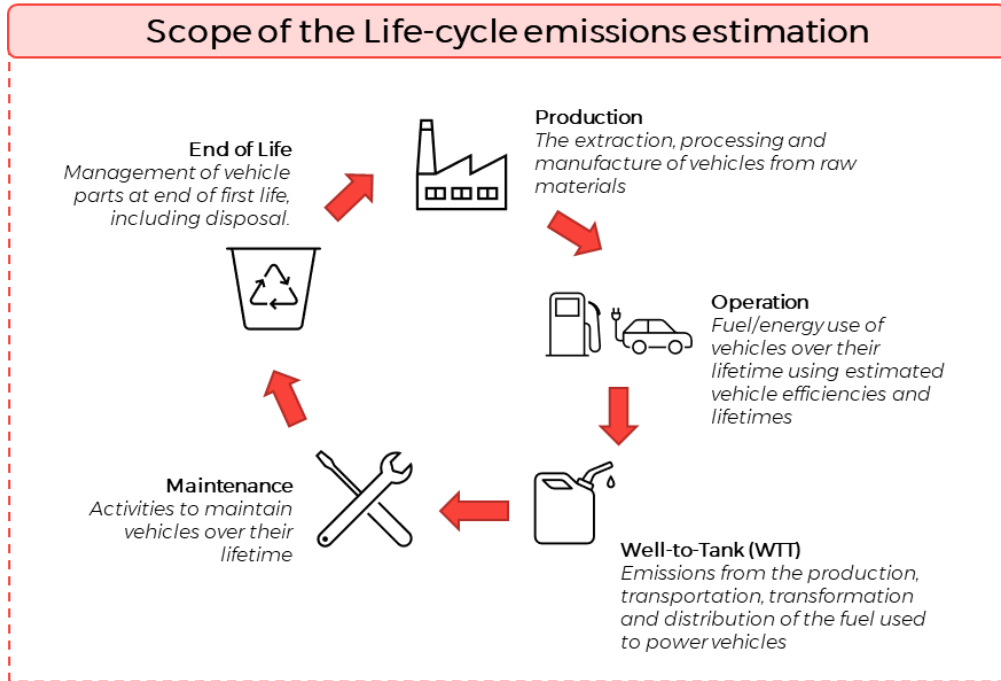 Scope of the Life-cycle emissions estimation
Production
The extraction, processing and
manufacture of vehicles from raw
materials
End of Life
Management of vehicle
parts at end of first life,
including disposal.
Operation
Fuel/energy use of
vehicles over their
lifetime using estimated
vehicle efficiencies and
lifetimes
Maintenance
Activities to maintain
vehicles over their
lifetime
Well-to-Tank (WTT)
Emissions from the production,
transportation, transformation
and distribution of the fuel used
to power vehicles